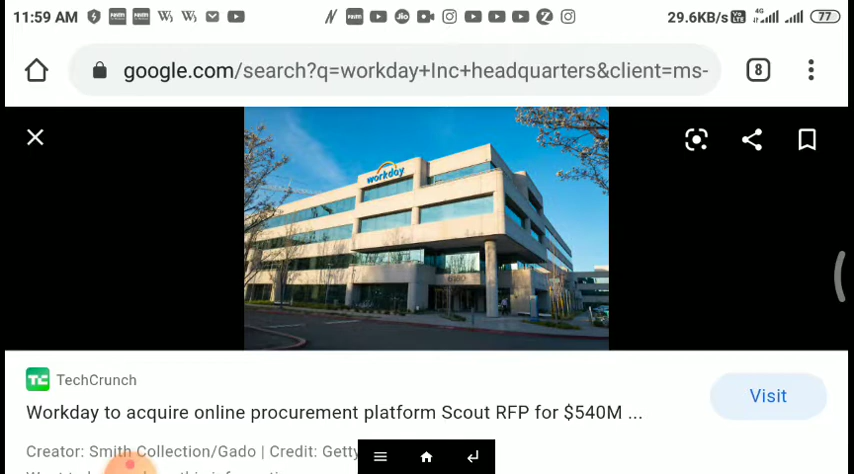 11:59 AM
29.6KB/s
4G
77
google.com/search?q=workday+Inc+headquarters&client=ms-
8
workday
TechCrunch
Visit
Workday to acquire online procurement platform Scout RFP for $540M ...
Creator: Smith Collection/Gado | Credit: Getty